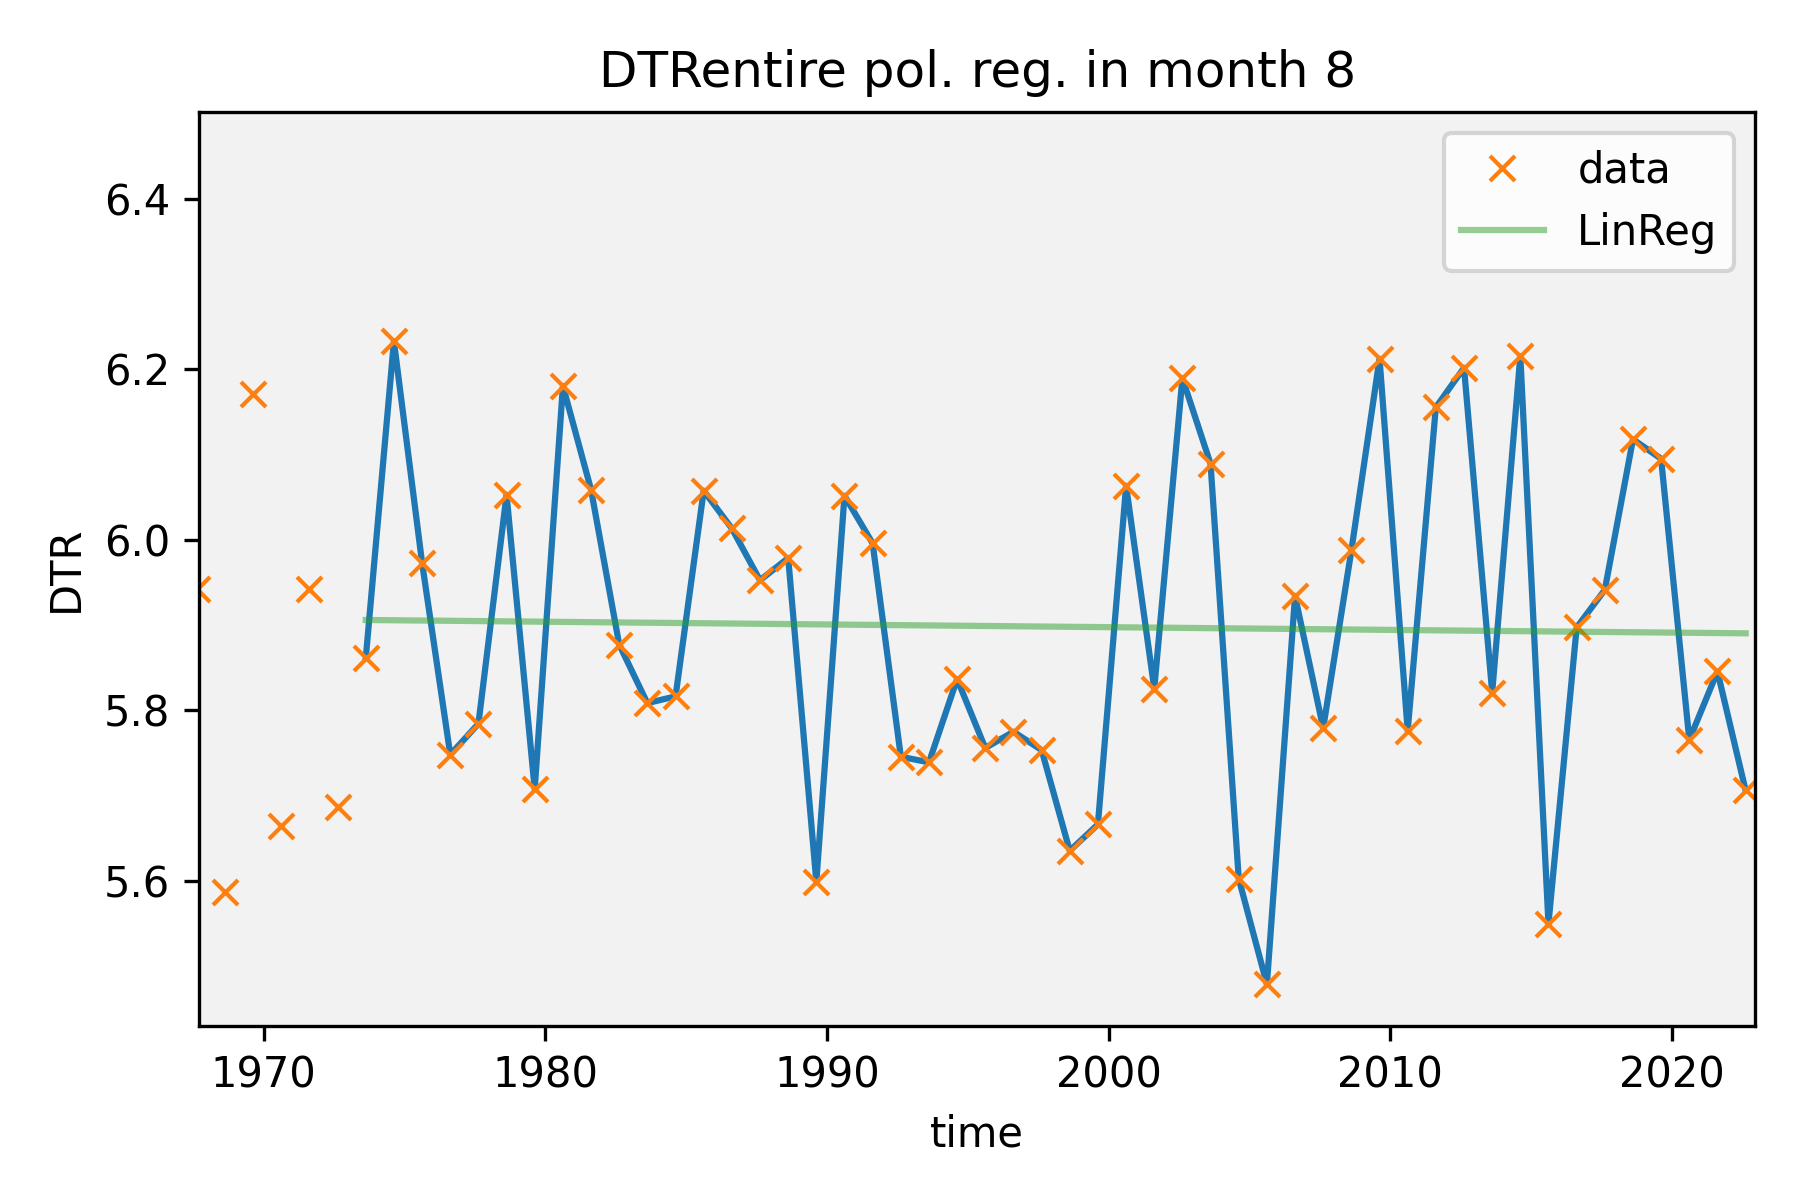 DTRentire pol. reg. in month 8
data
LinReg
6.4
6.2
6.0
5.8
5.6
DTR
1970 1980 1990 2000 2010 2020
time